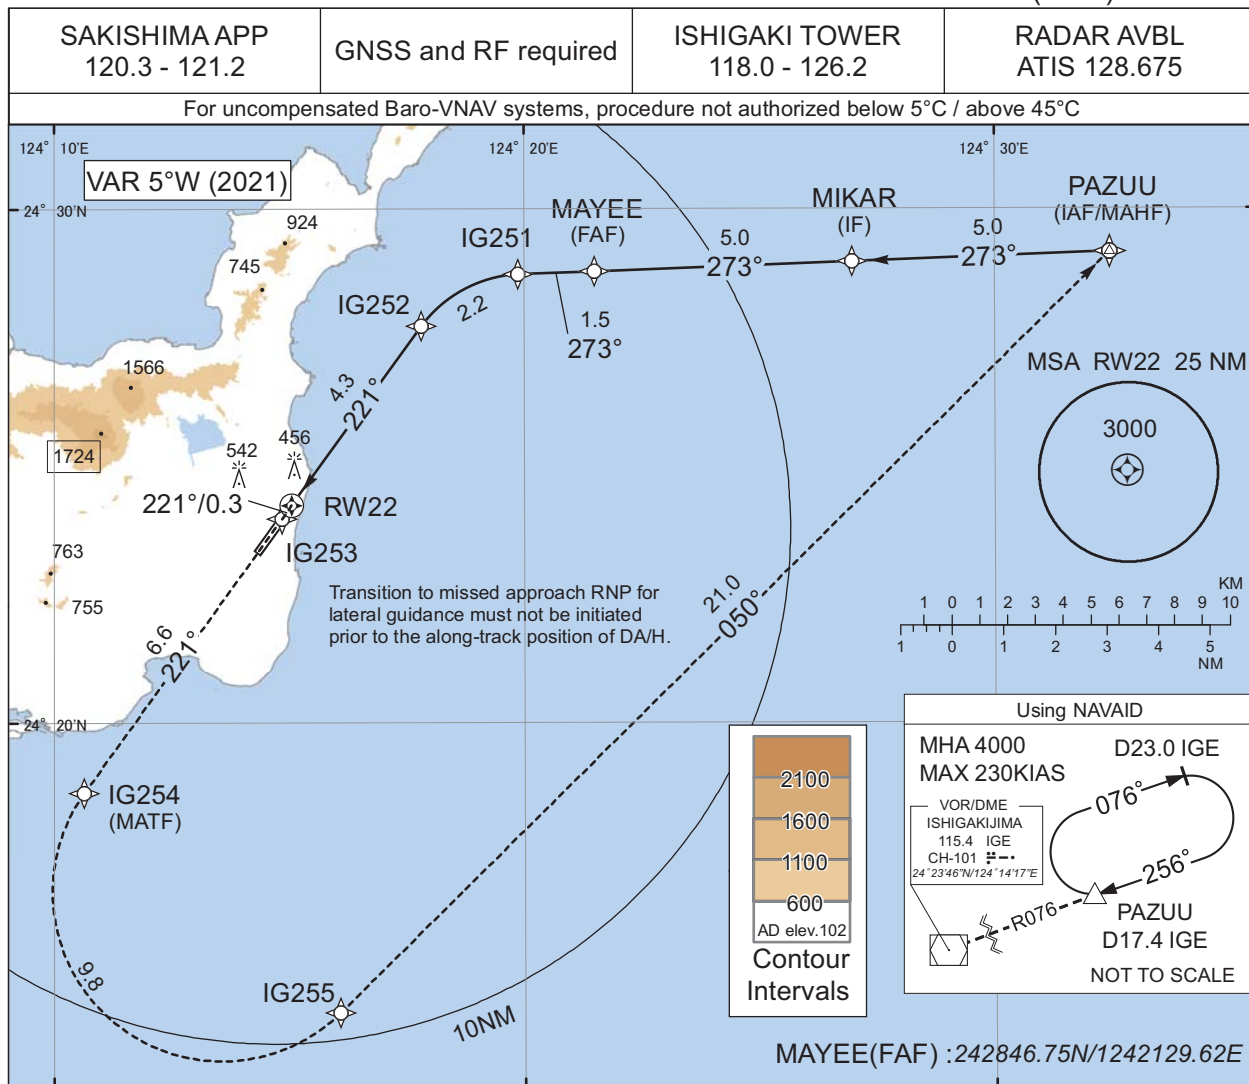 SAKISHIMA APP
120.3 - 121.2
GNSS and RF required
ISHIGAKI TOWER
118.0 - 126.2
RADAR AVBL
ATIS 128.675
For uncompensated Baro-VNAV systems, procedure not authorized below 5°C / above 45°C
124° 10'E
124° 20'E
124° 30'E
VAR 5°W (2021)
24° 30'N
924
745
IG251
MAYEE
(FAF)
5.0
273°
MIKAR
(IF)
5.0
273°
PAZUU
(IAF/MAHF)
IG252
2.2
1.5
273°
1566
4.3
221°
MSA RW22 25 NM
3000
1724
542
456
221°/0.3
RW22
IG253
763
755
Transition to missed approach RNP for
lateral guidance must not be initiated
prior to the along-track position of DA/H.
21.0
050°
KM
1 0 1 2 3 4 5 6 7 8 9 10
1 0 1 2 3 4 5
NM
6.6
221°
24° 20'N
IG254
(MATF)
9.8
IG255
10NM
2100
1600
1100
600
AD elev.102
Contour
Intervals
Using NAVAID
MHA 4000
MAX 230KIAS
D23.0 IGE
076°
VOR/DME
ISHIGAKIJIMA
115.4 IGE
CH-101
24°23'46"N/124°14'17"E
256°
R076
PAZUU
D17.4 IGE
NOT TO SCALE
MAYEE(FAF) :242846.75N/1242129.62E